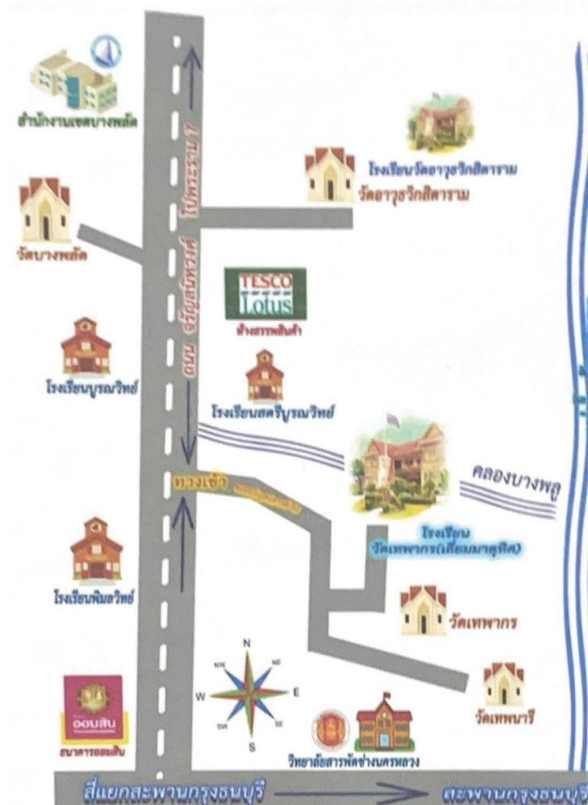 สำนักงานเขตบางพลัด
โรงเรียนวัดอาวุธวิกสิตาราม
วัดอาวุธวิกสิตาราม
วัดบางพลัด
ถนน จรัญสนิทวงศ์ ไปพระราม 7
TESCO
Lotus
ห้างสรรพสินค้า
โรงเรียนบูรณวิทย์
โรงเรียนสตรีบูรณวิทย์
ทางเข้า
คลองบางพลู
โรงเรียน
วัดเทพากร(เสี่ยมมาตุทิศ)
โรงเรียนพิมลวิทย์
วัดเทพากร
N
NW
NE
W
E
SW
SE
S
วัดเทพนารี
ออมสิน
ธนาคารออมสิน
วิทยาลัยสารพัดช่างนครหลวง
สี่แยกสะพานกรุงธนบุรี
สะพานกรุงธนบุรี